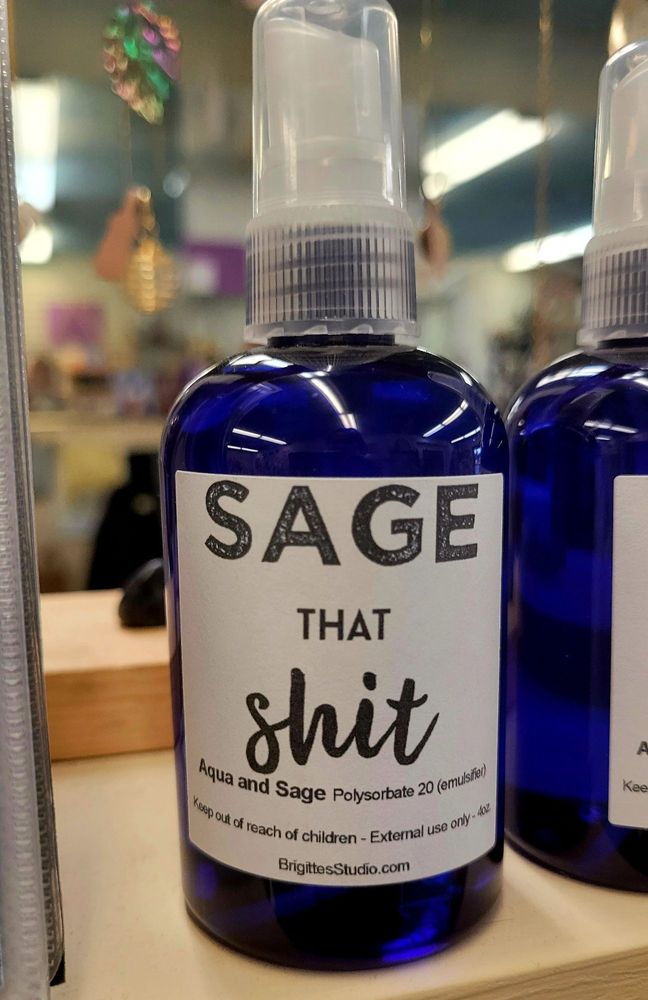 SAGE
THAT
shit
Aqua and Sage Polysorbate 20 (emulsifier)
Keep out of reach of children - External use only - 4oz.
BrigittesStudio.com
A
Kee